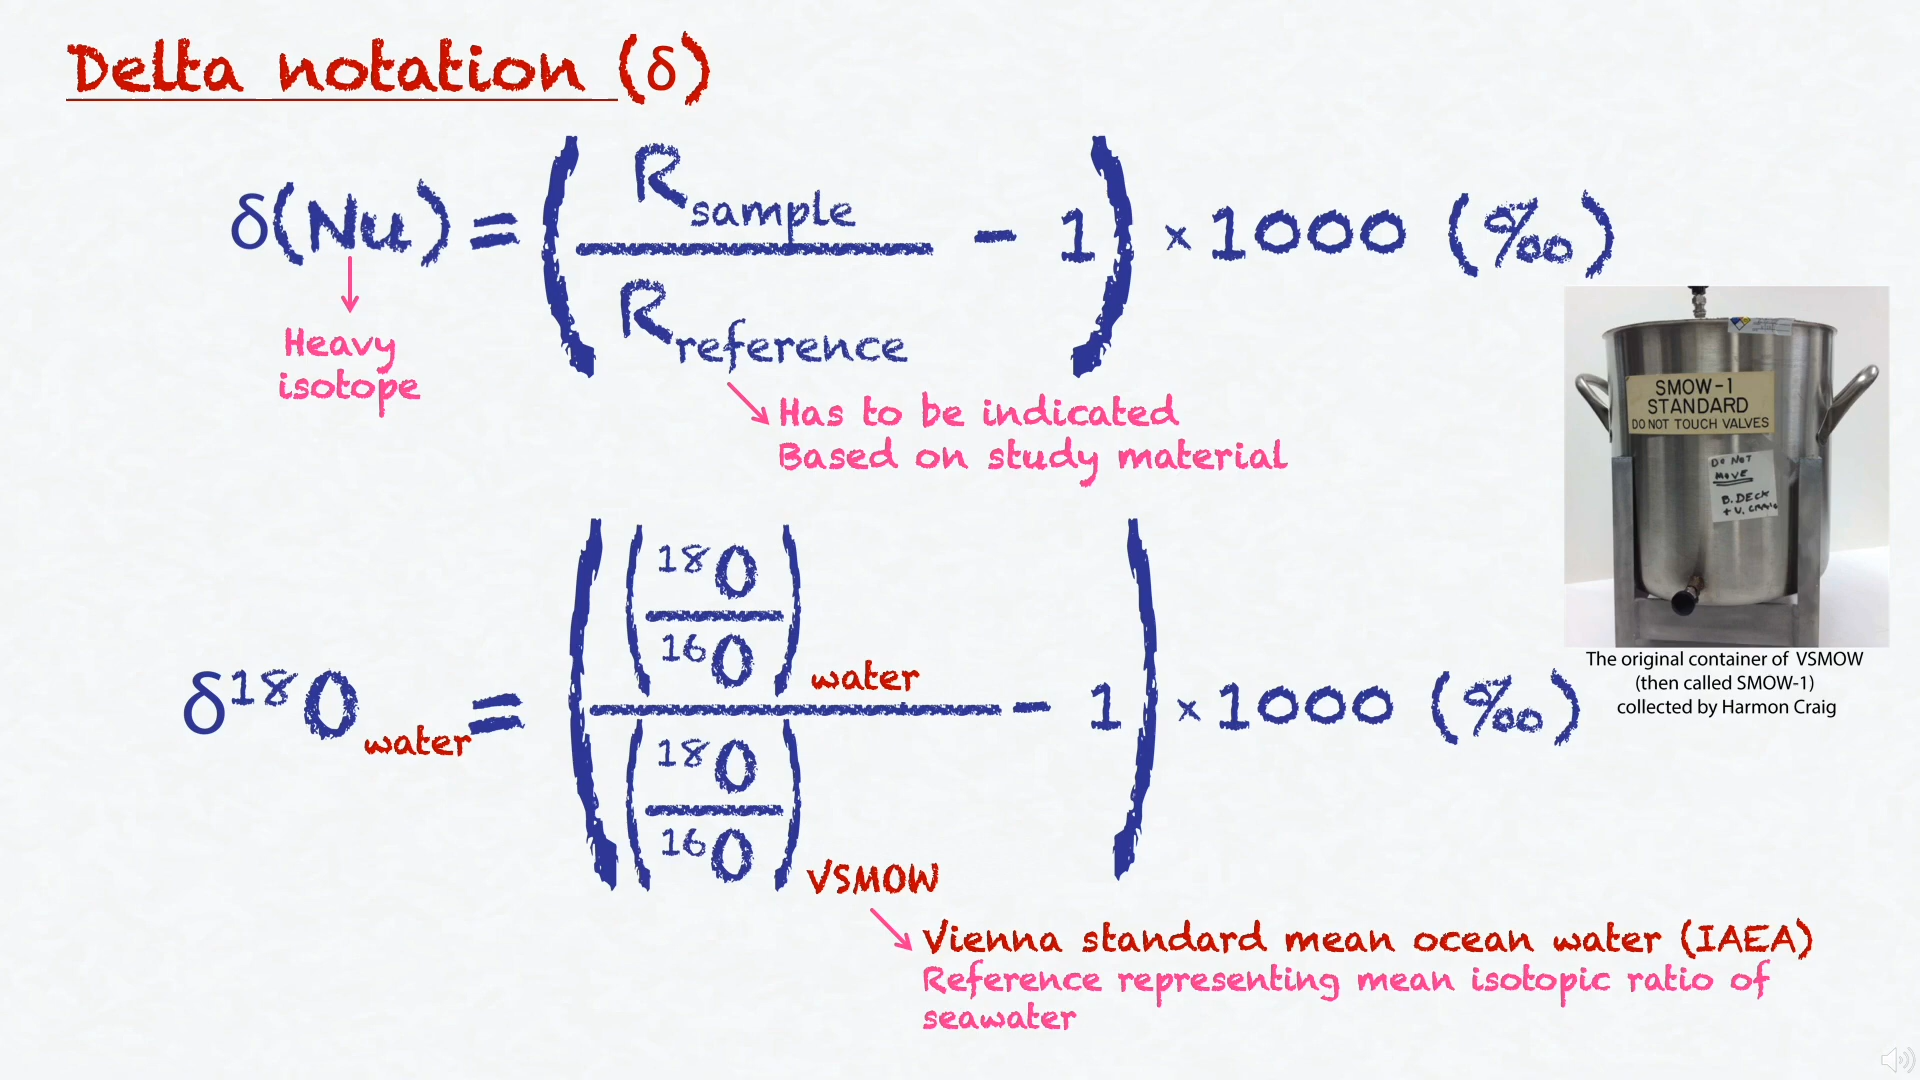 Delta notation (δ)
δ(Nu) = (R_sample / R_reference − 1) × 1000 (‰)
Heavy
isotope
Has to be indicated
Based on study material
SMOW-1
STANDARD
DO NOT TOUCH VALVES
DO NOT
MOVE
B. DECK
+ V. CRAIG
The original container of VSMOW
(then called SMOW-1)
collected by Harmon Craig
δ¹⁸O_water = ((¹⁸O / ¹⁶O)_water / (¹⁸O / ¹⁶O)_VSMOW − 1) × 1000 (‰)
Vienna standard mean ocean water (IAEA)
Reference representing mean isotopic ratio of
seawater